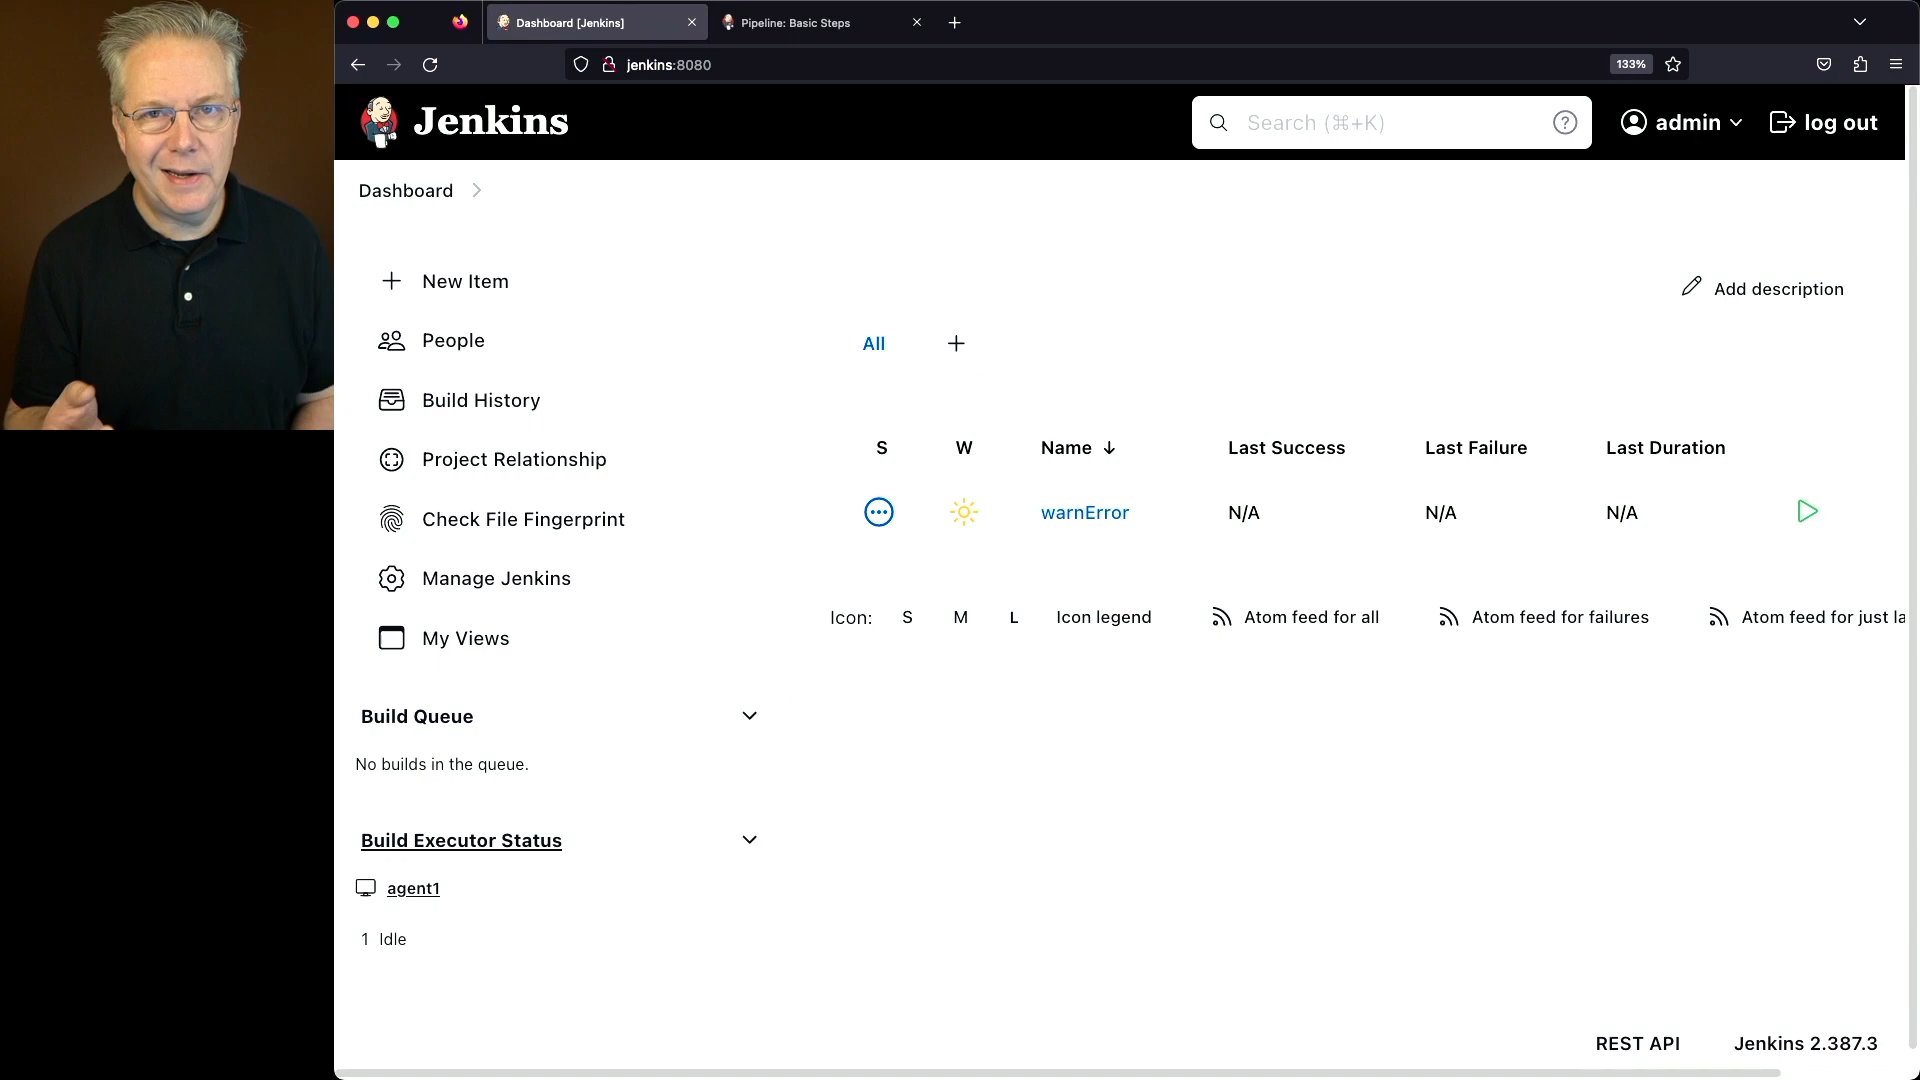 Dashboard [Jenkins]
Pipeline: Basic Steps
jenkins:8080
133%
Jenkins
Search (⌘+K)
admin
log out
Dashboard
New Item
People
Build History
Project Relationship
Check File Fingerprint
Manage Jenkins
My Views
Add description
All
S W Name ↓ Last Success Last Failure Last Duration
warnError N/A N/A N/A
Icon: S M L Icon legend Atom feed for all Atom feed for failures Atom feed for just la
Build Queue
No builds in the queue.
Build Executor Status
agent1
1 Idle
REST API Jenkins 2.387.3